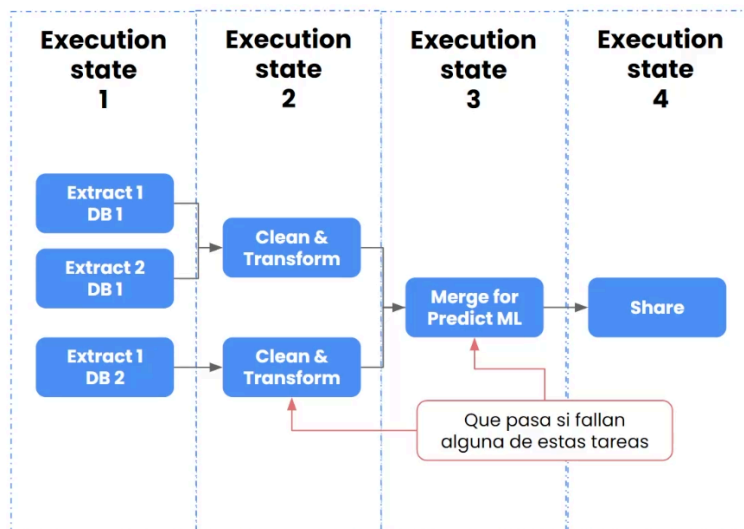 Execution
state
1
Execution
state
2
Execution
state
3
Execution
state
4
Extract 1
DB 1
Extract 2
DB 1
Extract 1
DB 2
Clean &
Transform
Clean &
Transform
Merge for
Predict ML
Share
Que pasa si fallan
alguna de estas tareas